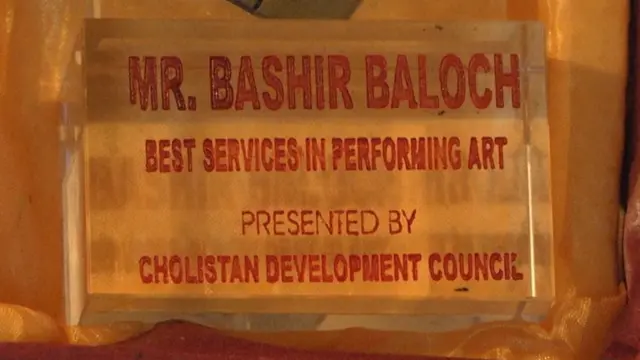 MR. BASHIR BALOCH
BEST SERVICES IN PERFORMING ART
PRESENTED BY
CHOLISTAN DEVELOPMENT COUNCIL